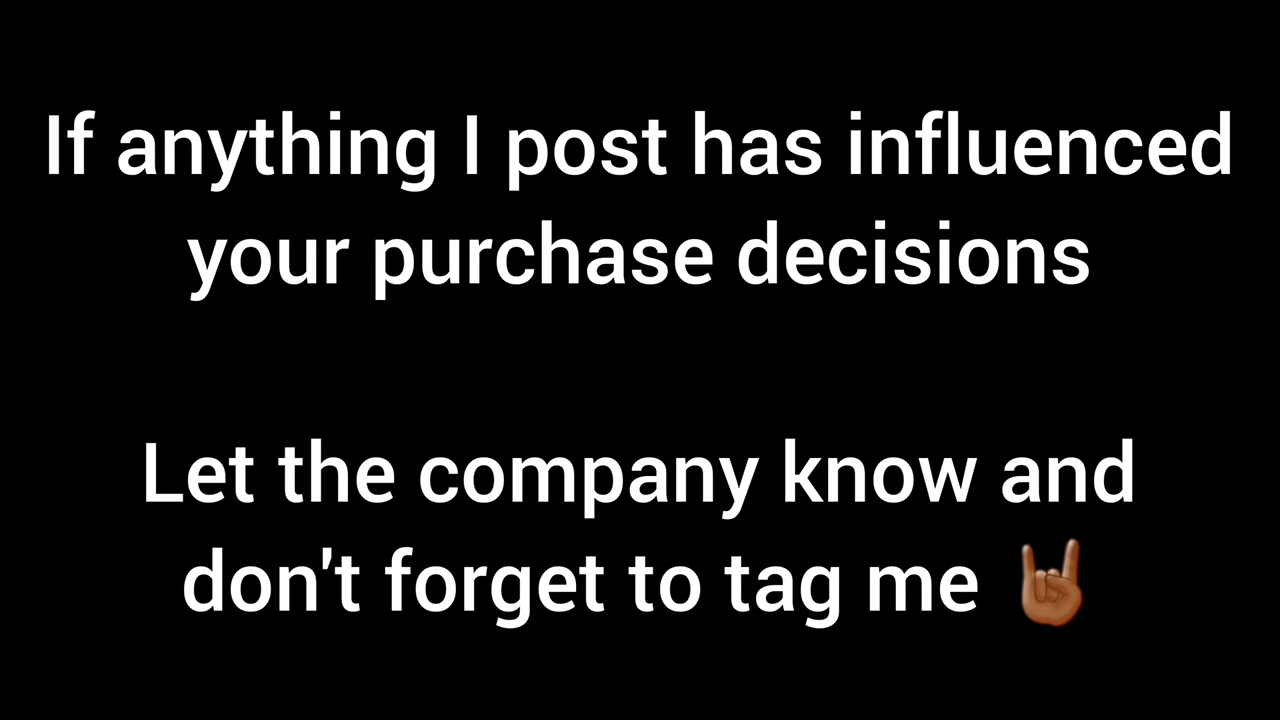 If anything I post has influenced
your purchase decisions
Let the company know and
don't forget to tag me 🤘🏾